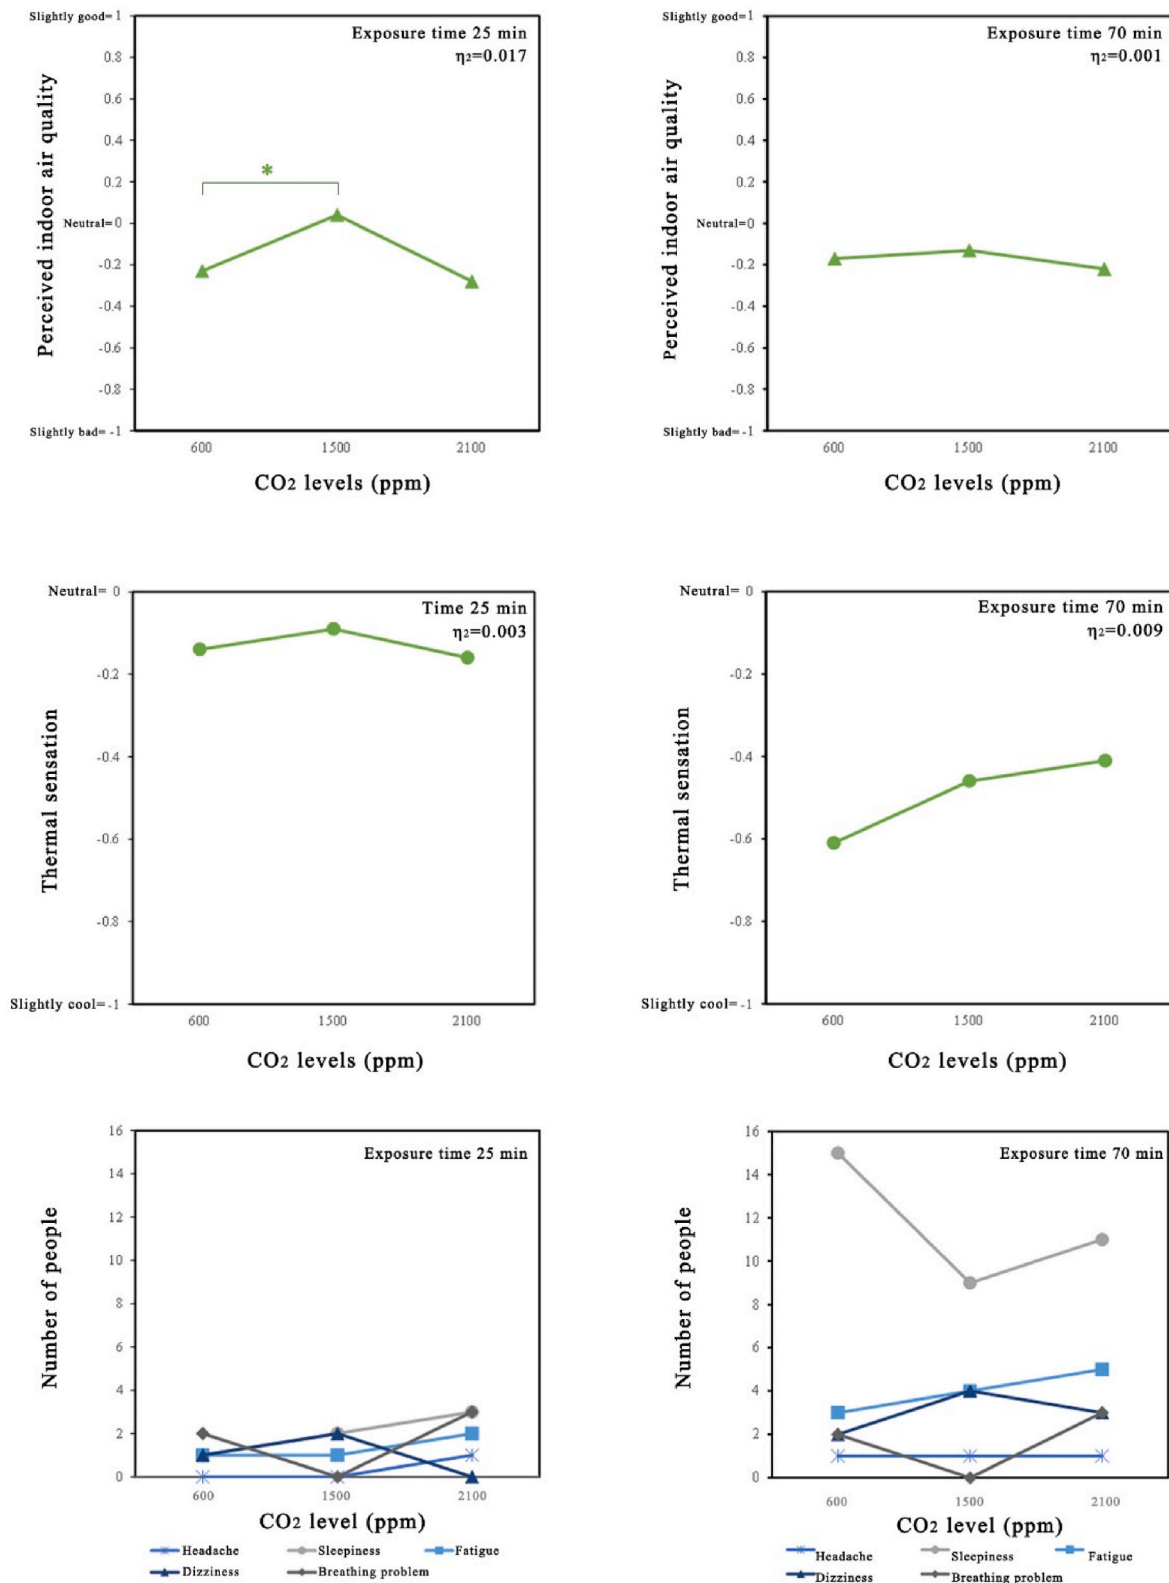 Slightly good= 1
Exposure time 25 min
η2=0.017
0.8
0.6
0.4
0.2
*
Neutral= 0
-0.2
-0.4
-0.6
-0.8
Slightly bad= -1
Perceived indoor air quality
600 1500 2100
CO2 levels (ppm)
Slightly good= 1
Exposure time 70 min
η2=0.001
0.8
0.6
0.4
0.2
Neutral= 0
-0.2
-0.4
-0.6
-0.8
Slightly bad= -1
Perceived indoor air quality
600 1500 2100
CO2 levels (ppm)
Neutral= 0
Time 25 min
η2=0.003
-0.2
-0.4
-0.6
-0.8
Slightly cool= -1
Thermal sensation
600 1500 2100
CO2 levels (ppm)
Neutral= 0
Exposure time 70 min
η2=0.009
-0.2
-0.4
-0.6
-0.8
Slightly cool= -1
Thermal sensation
600 1500 2100
CO2 levels (ppm)
16
Exposure time 25 min
14
12
10
8
6
4
2
0
Number of people
600 1500 2100
CO2 level (ppm)
Headache Sleepiness Fatigue
Dizziness Breathing problem
16
Exposure time 70 min
14
12
10
8
6
4
2
0
Number of people
600 1500 2100
CO2 level (ppm)
Headache Sleepiness Fatigue
Dizziness Breathing problem